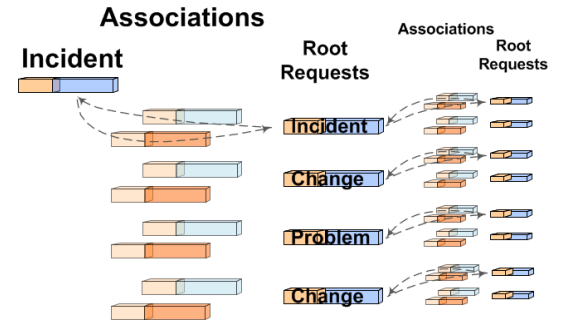 Associations
Incident
Root
Requests
Associations
Root
Requests
Incident
Change
Problem
Change